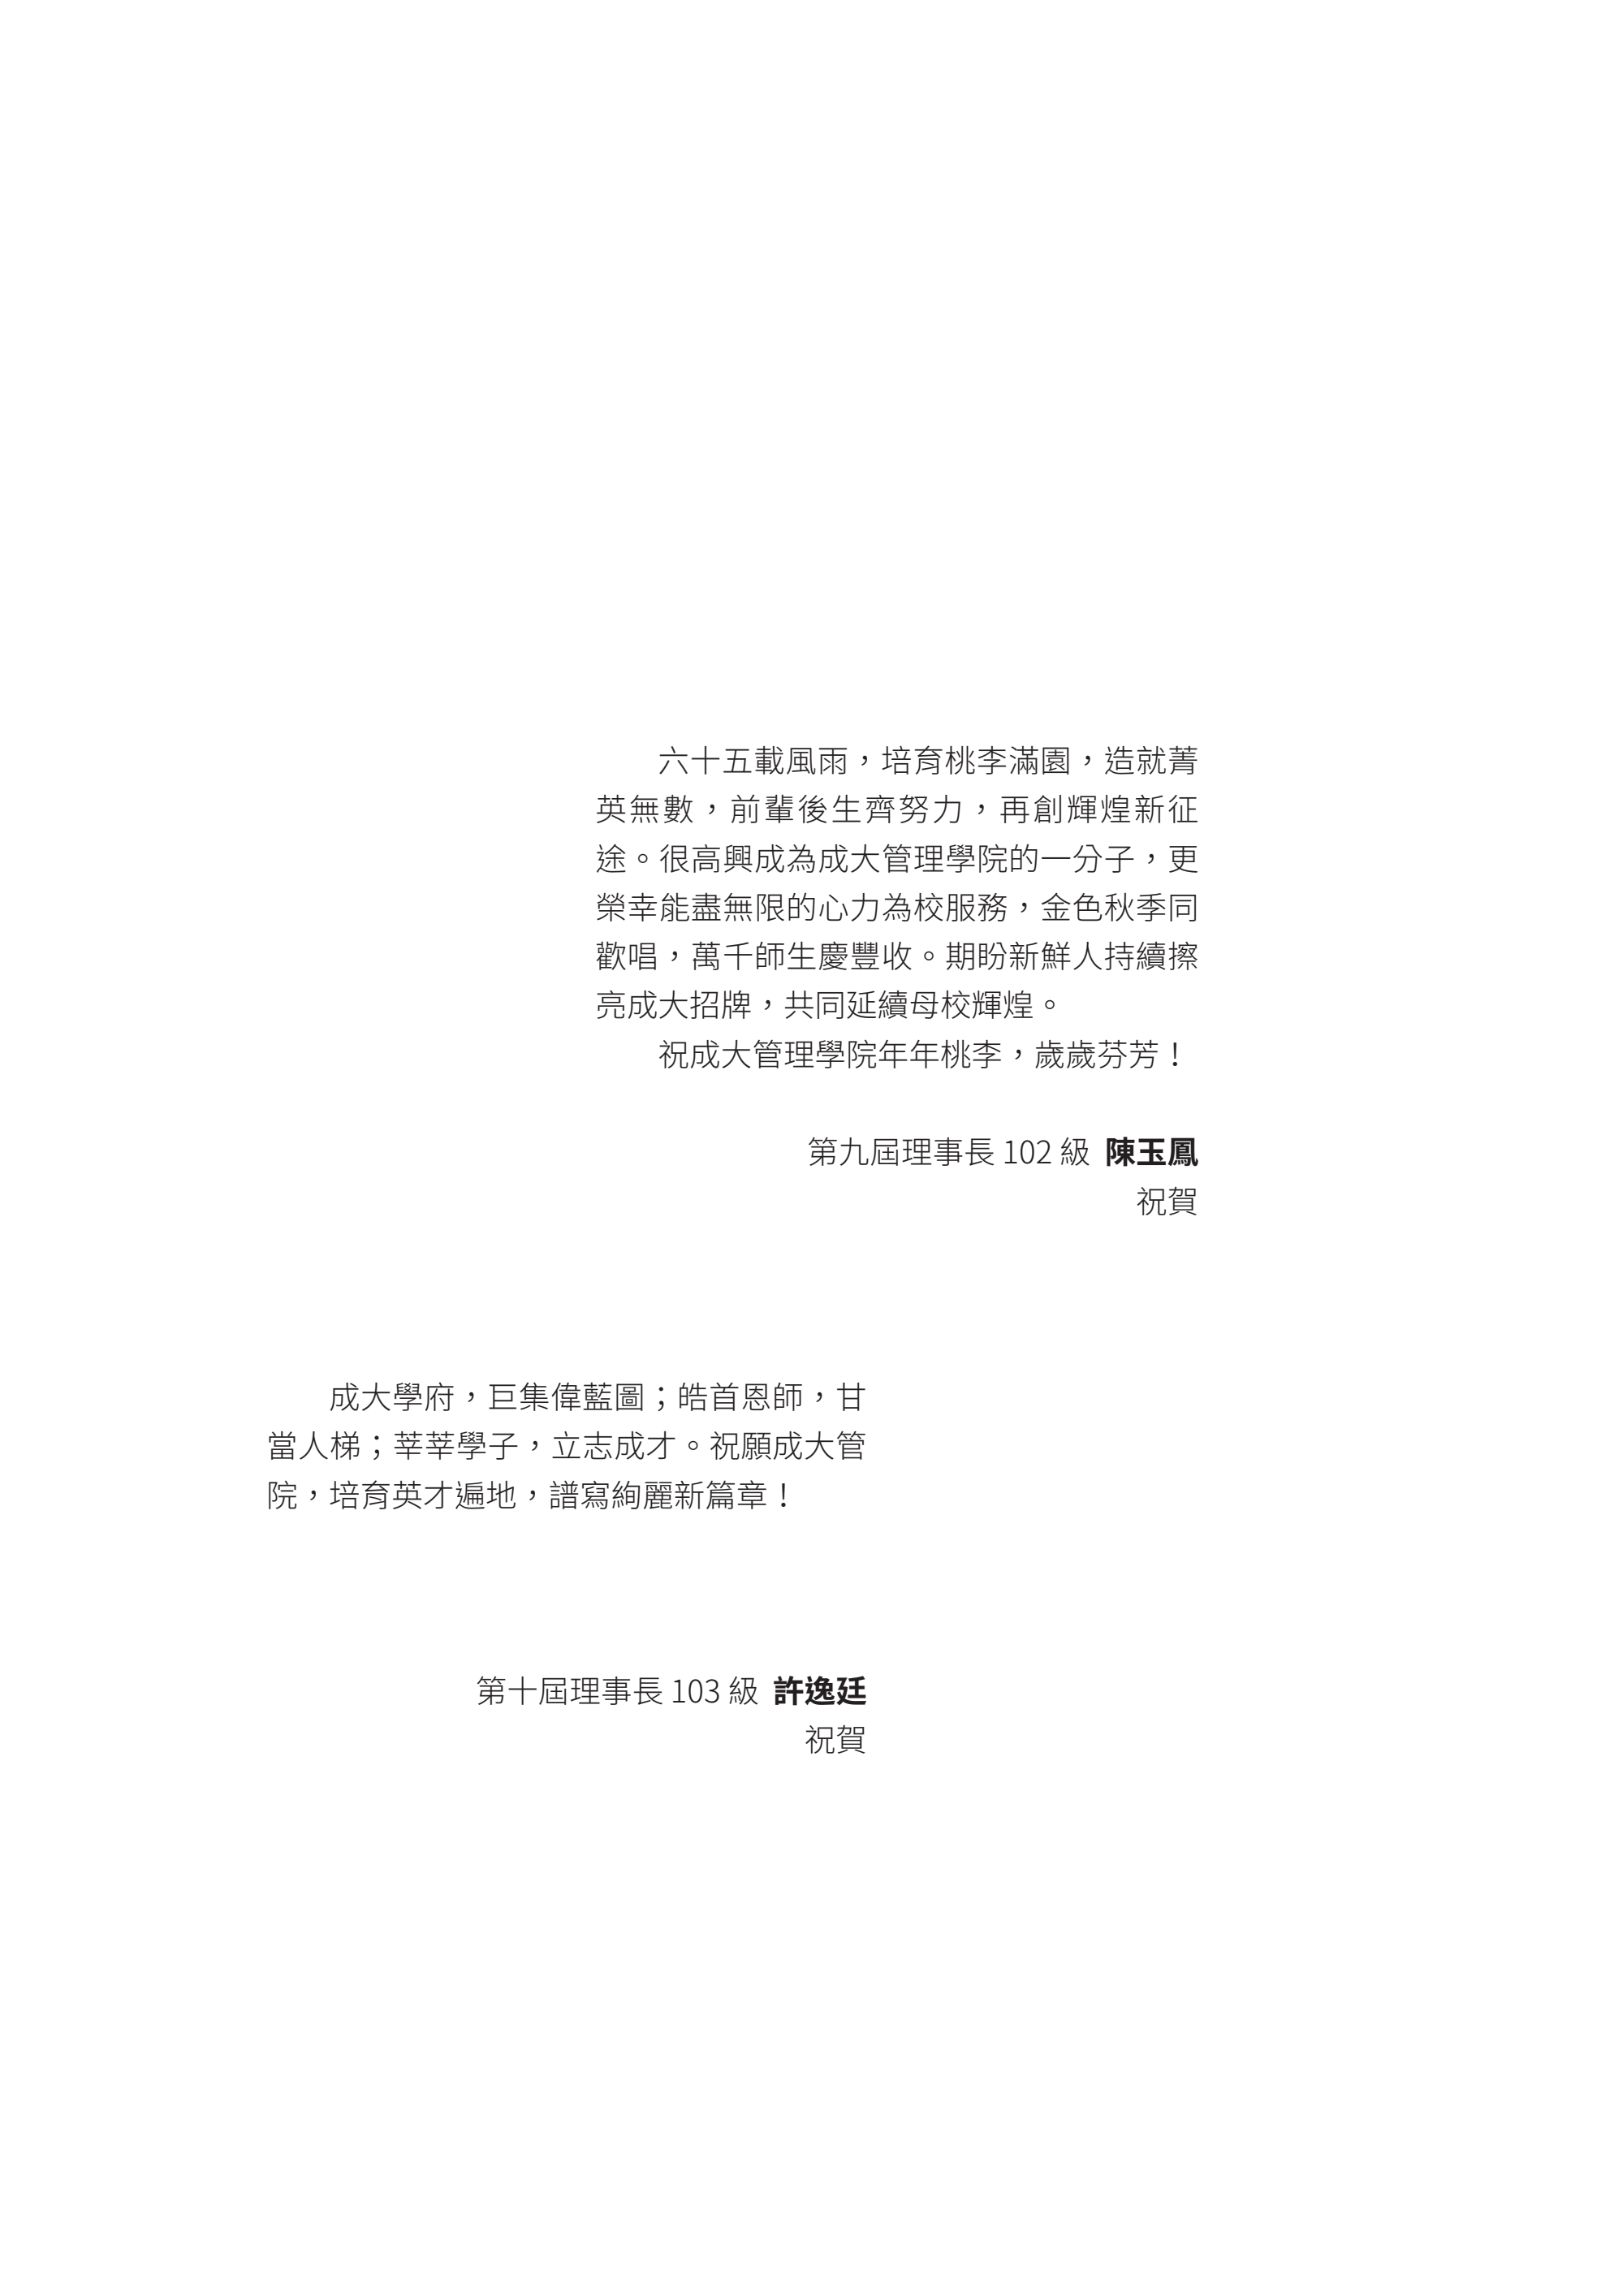 六十五載風雨，培育桃李滿園，造就菁
英無數，前輩後生齊努力，再創輝煌新征
途。很高興成為成大管理學院的一分子，更
榮幸能盡無限的心力為校服務，金色秋季同
歡唱，萬千師生慶豐收。期盼新鮮人持續擦
亮成大招牌，共同延續母校輝煌。
祝成大管理學院年年桃李，歲歲芬芳！
第九屆理事長 102 級 陳玉鳳
祝賀
成大學府，巨集偉藍圖；皓首恩師，甘
當人梯；莘莘學子，立志成才。祝願成大管
院，培育英才遍地，譜寫絢麗新篇章！
第十屆理事長 103 級 許逸廷
祝賀